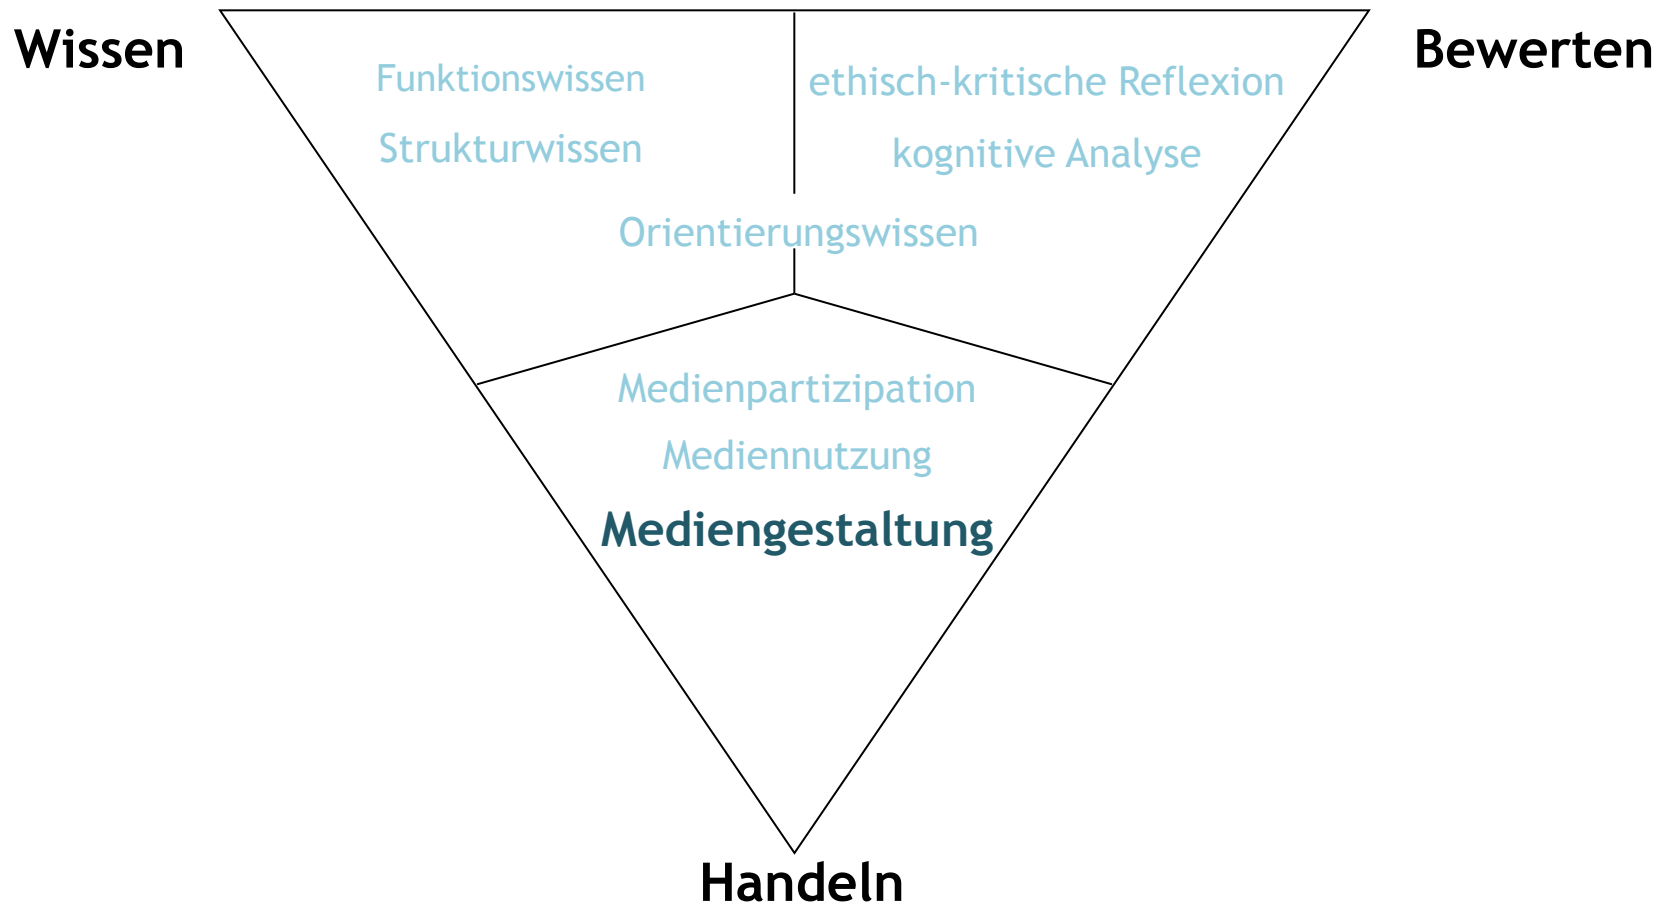 Wissen
Bewerten
Funktionswissen
ethisch-kritische Reflexion
Strukturwissen
kognitive Analyse
Orientierungswissen
Medienpartizipation
Mediennutzung
Mediengestaltung
Handeln